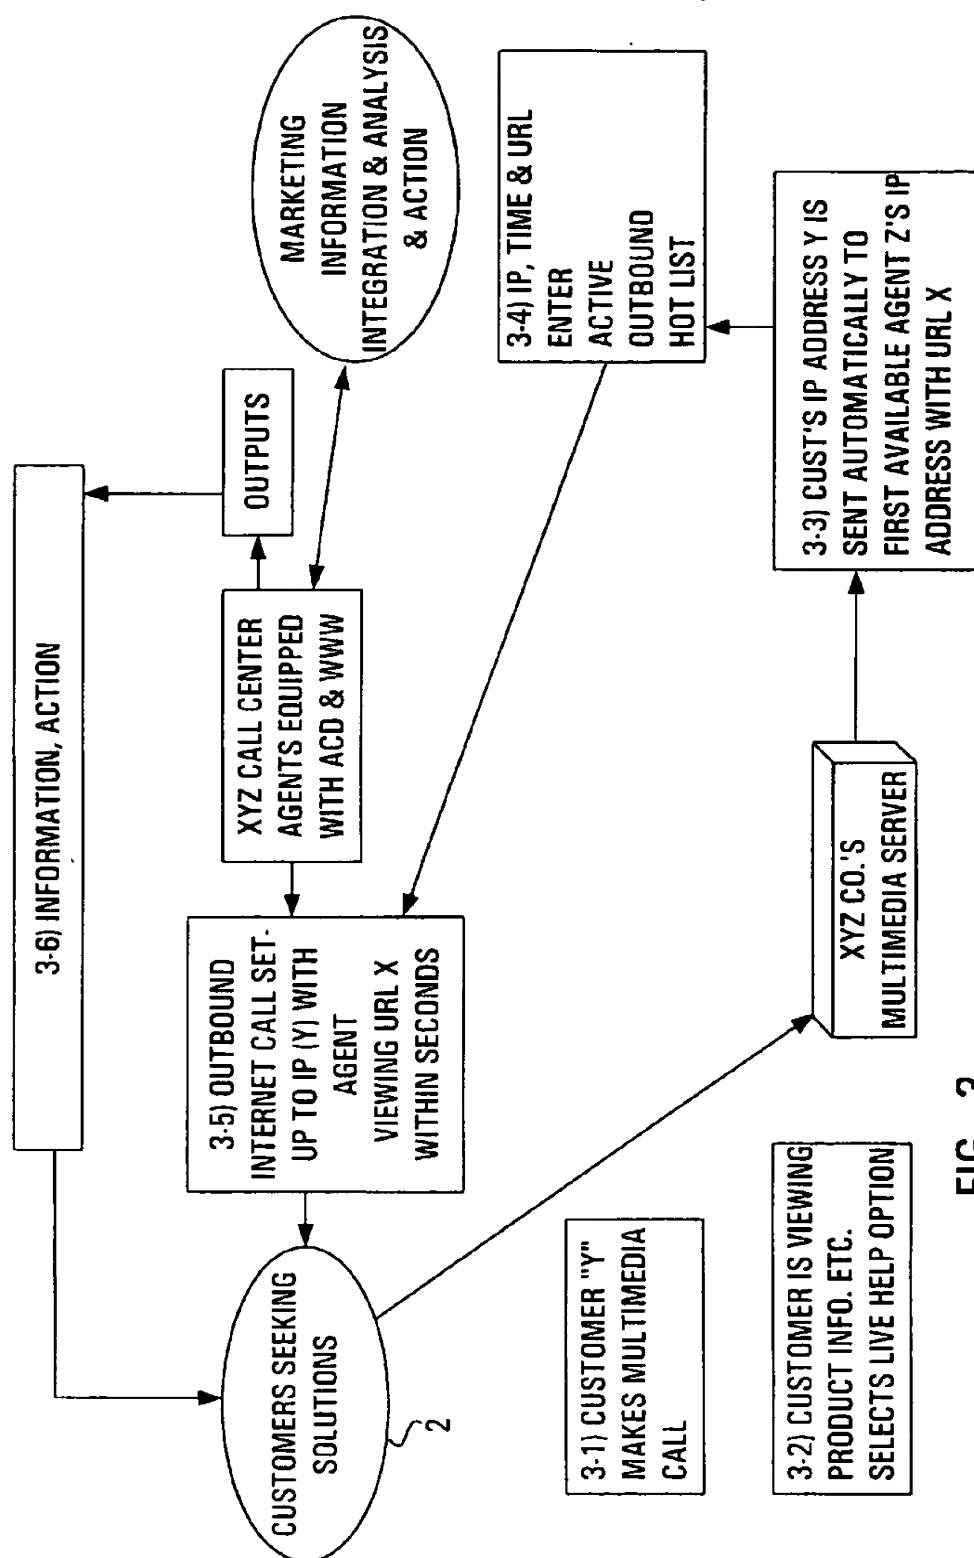 3-6) INFORMATION, ACTION
CUSTOMERS SEEKING
SOLUTIONS
2
3-5) OUTBOUND
INTERNET CALL SET-
UP TO IP (Y) WITH
AGENT
VIEWING URL X
WITHIN SECONDS
XYZ CALL CENTER
AGENTS EQUIPPED
WITH ACD & WWW
OUTPUTS
MARKETING
INFORMATION
INTEGRATION & ANALYSIS
& ACTION
3-1) CUSTOMER "Y"
MAKES MULTIMEDIA
CALL
3-4) IP, TIME & URL
ENTER
ACTIVE
OUTBOUND
HOT LIST
3-2) CUSTOMER IS VIEWING
PRODUCT INFO. ETC.
SELECTS LIVE HELP OPTION
XYZ CO.'S
MULTIMEDIA SERVER
3-3) CUST'S IP ADDRESS Y IS
SENT AUTOMATICALLY TO
FIRST AVAILABLE AGENT Z'S IP
ADDRESS WITH URL X